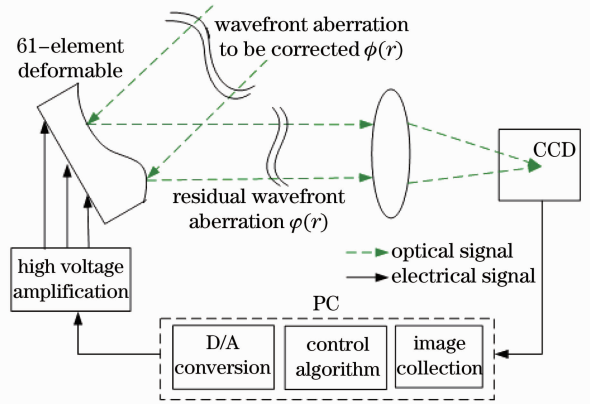 wavefront aberration
to be corrected ϕ(r)
61−element
deformable
CCD
residual wavefront
aberration φ(r)
optical signal
electrical signal
high voltage
amplification
PC
D/A
conversion
control
algorithm
image
collection